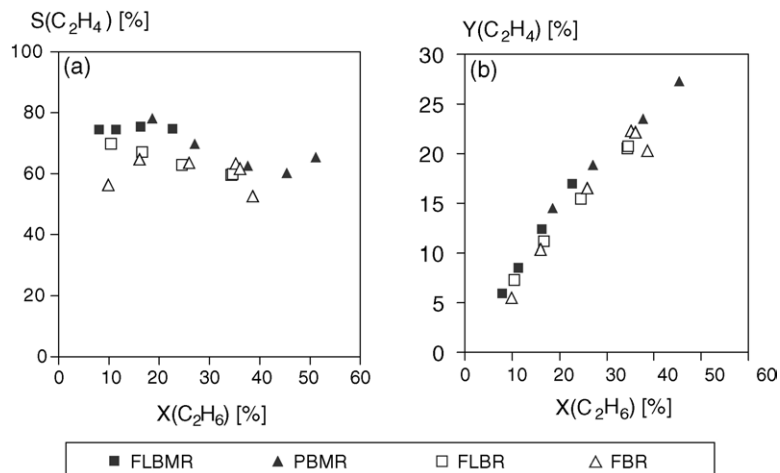 S(C₂H₄) [%]
100
80
60
40
20
0
(a)
0 10 20 30 40 50 60
X(C₂H₆) [%]
Y(C₂H₄) [%]
30
25
20
15
10
5
0
(b)
0 10 20 30 40 50 60
X(C₂H₆) [%]
■ FLBMR ▲ PBMR □ FLBR △ FBR